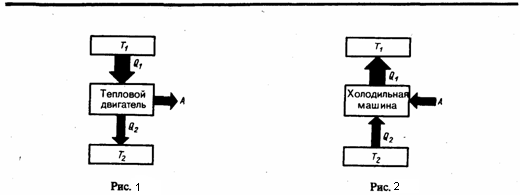 T1
Q1
Тепловой
двигатель
A
Q2
T2
Рис. 1
T1
Q1
Холодильная
машина
A
Q2
T2
Рис. 2